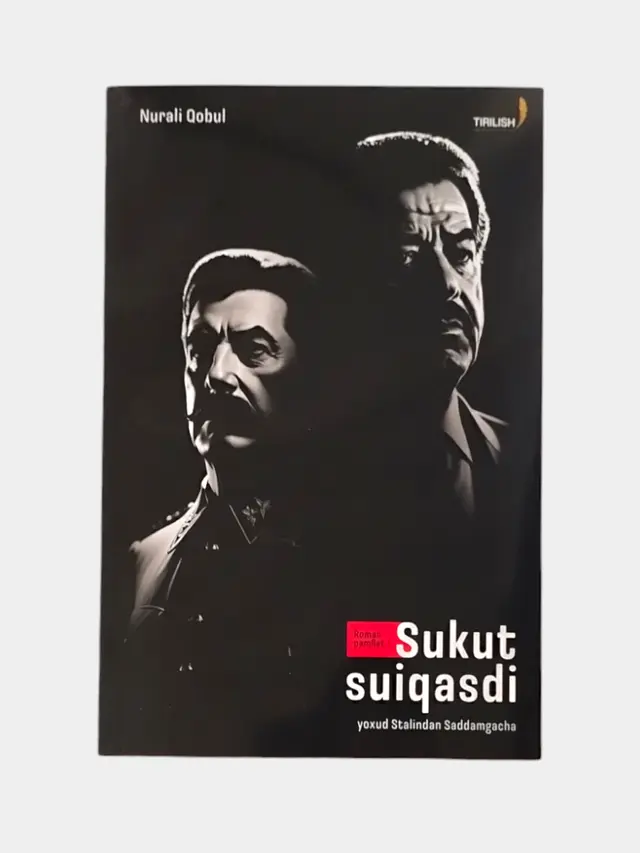 Nurali Qobul
TIRILISH
Roman
pamflet
Sukut
suiqasdi
yoxud Stalindan Saddamgacha